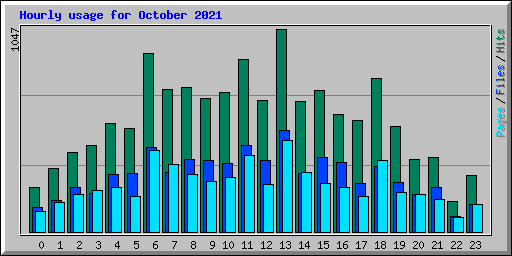 Hourly usage for October 2021
1047
Pages / Files / Hits
0 1 2 3 4 5 6 7 8 9 10 11 12 13 14 15 16 17 18 19 20 21 22 23